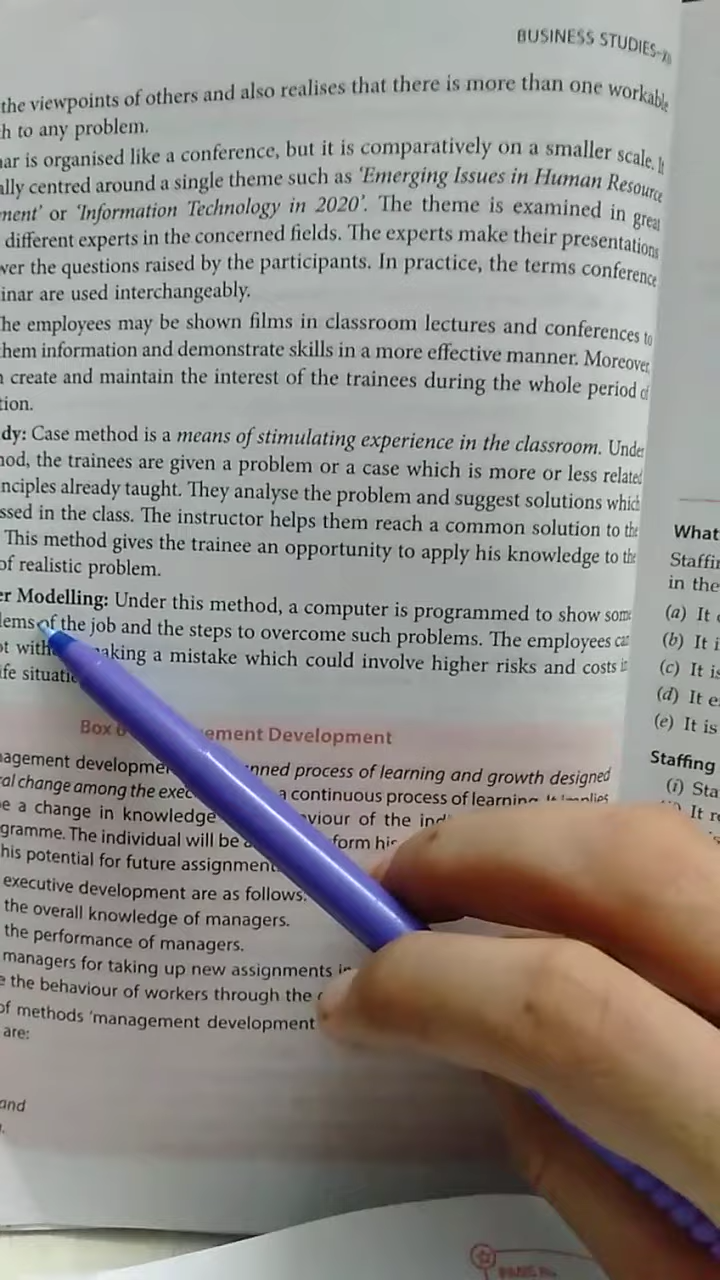 BUSINESS STUDIES–XII
the viewpoints of others and also realises that there is more than one workable
h to any problem.
ar is organised like a conference, but it is comparatively on a smaller scale. It
lly centred around a single theme such as ‘Emerging Issues in Human Resource
ment’ or ‘Information Technology in 2020’. The theme is examined in great
different experts in the concerned fields. The experts make their presentations
wer the questions raised by the participants. In practice, the terms conference
inar are used interchangeably.
he employees may be shown films in classroom lectures and conferences to
hem information and demonstrate skills in a more effective manner. Moreover,
create and maintain the interest of the trainees during the whole period of
tion.
dy: Case method is a means of stimulating experience in the classroom. Under
hod, the trainees are given a problem or a case which is more or less related
nciples already taught. They analyse the problem and suggest solutions which
ssed in the class. The instructor helps them reach a common solution to the
This method gives the trainee an opportunity to apply his knowledge to the
of realistic problem.
er Modelling: Under this method, a computer is programmed to show some
lems of the job and the steps to overcome such problems. The employees can
ot with aking a mistake which could involve higher risks and costs in
ife situati
Box 6 ement Development
nagement developme nned process of learning and growth designed
ral change among the exec a continuous process of learning. It implies
e a change in knowledge viour of the ind
gramme. The individual will be form his
his potential for future assignment
executive development are as follows:
the overall knowledge of managers.
the performance of managers.
managers for taking up new assignments in
e the behaviour of workers through the
of methods ‘management development
are:
and
What
Staffin
in the
(a) It
(b) It i
(c) It is
(d) It e
(e) It is
Staffing
(i) Sta
It r